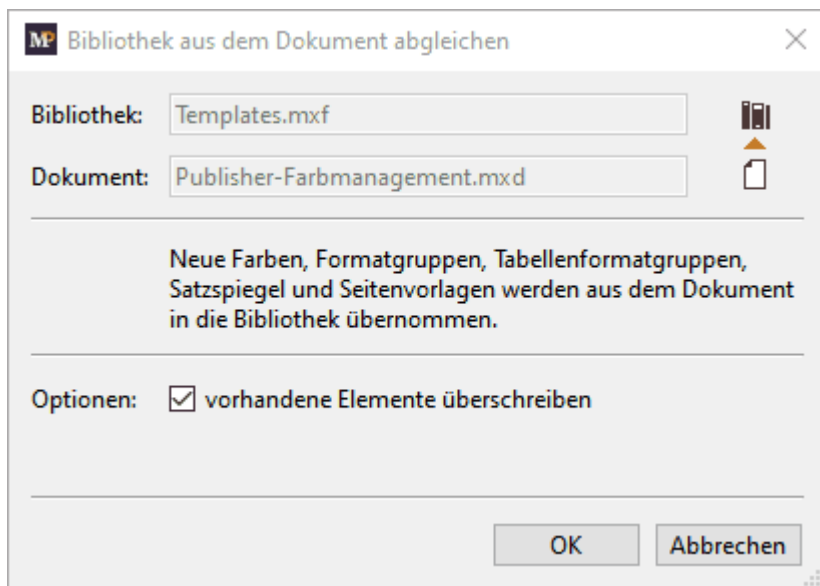 MP Bibliothek aus dem Dokument abgleichen
Bibliothek: Templates.mxf
Dokument: Publisher-Farbmanagement.mxd
Neue Farben, Formatgruppen, Tabellenformatgruppen,
Satzspiegel und Seitenvorlagen werden aus dem Dokument
in die Bibliothek übernommen.
Optionen: vorhandene Elemente überschreiben
OK Abbrechen